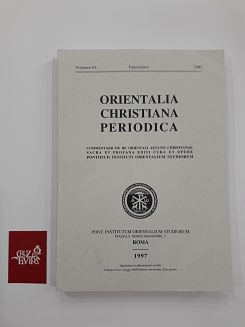 Volumen 63 Fasciculus I 1997
ORIENTALIA
CHRISTIANA
PERIODICA
COMMENTARII DE RE ORIENTALI AETATIS CHRISTIANAE
SACRA ET PROFANA EDITI CURA ET OPERE
PONTIFICII INSTITUTI ORIENTALIUM STUDIORUM
PONT. INSTITUTUM ORIENTALIUM STUDIORUM
PIAZZA S. MARIA MAGGIORE, 7
ROMA
1997
CRUZ
ELVIRA